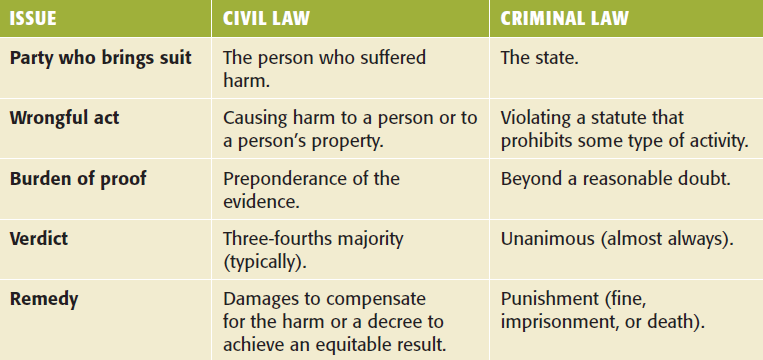 ISSUE CIVIL LAW CRIMINAL LAW
Party who brings suit The person who suffered The state.
harm.
Wrongful act Causing harm to a person or to Violating a statute that
a person’s property. prohibits some type of activity.
Burden of proof Preponderance of the Beyond a reasonable doubt.
evidence.
Verdict Three-fourths majority Unanimous (almost always).
(typically).
Remedy Damages to compensate Punishment (fine,
for the harm or a decree to imprisonment, or death).
achieve an equitable result.